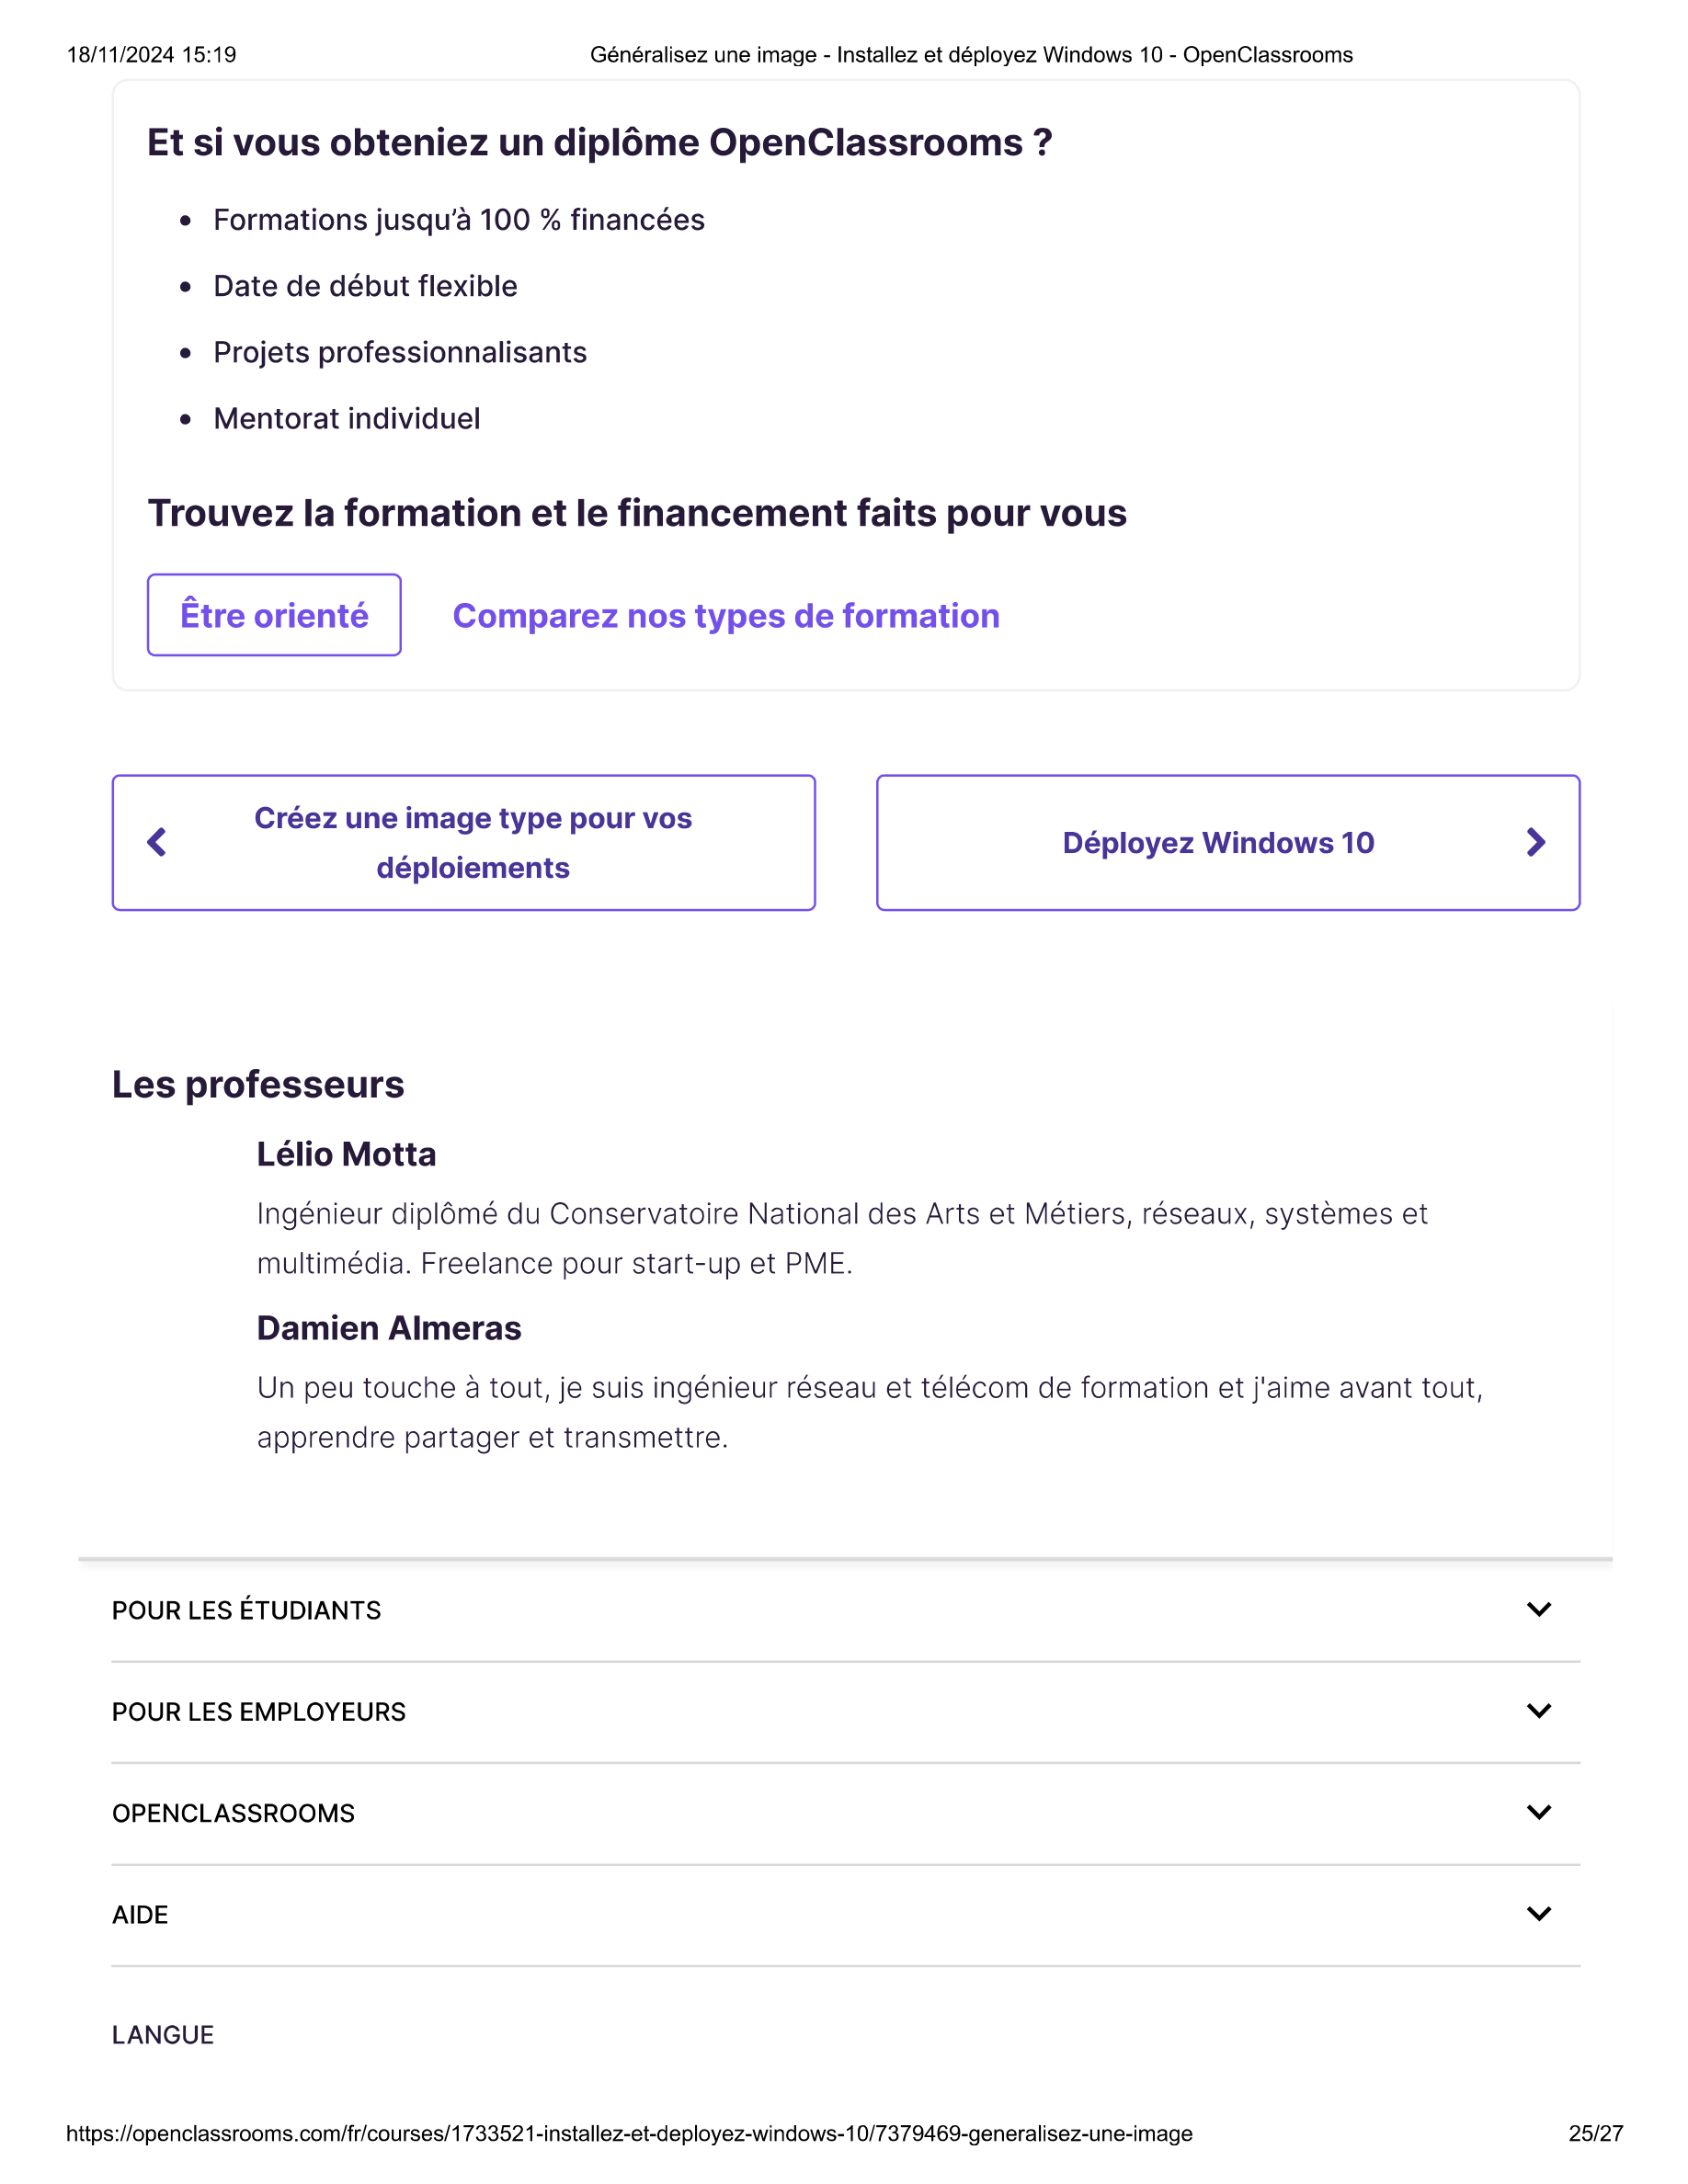 18/11/2024 15:19
Généralisez une image - Installez et déployez Windows 10 - OpenClassrooms
Et si vous obteniez un diplôme OpenClassrooms ?
Formations jusqu’à 100 % financées
Date de début flexible
Projets professionnalisants
Mentorat individuel
Trouvez la formation et le financement faits pour vous
Être orienté
Comparez nos types de formation
Créez une image type pour vos
déploiements
Déployez Windows 10
Les professeurs
Lélio Motta
Ingénieur diplômé du Conservatoire National des Arts et Métiers, réseaux, systèmes et
multimédia. Freelance pour start-up et PME.
Damien Almeras
Un peu touche à tout, je suis ingénieur réseau et télécom de formation et j'aime avant tout,
apprendre partager et transmettre.
POUR LES ÉTUDIANTS
POUR LES EMPLOYEURS
OPENCLASSROOMS
AIDE
LANGUE
https://openclassrooms.com/fr/courses/1733521-installez-et-deployez-windows-10/7379469-generalisez-une-image
25/27